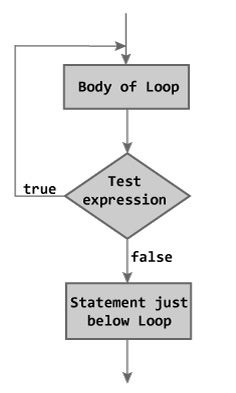 Body of Loop
Test
expression
true
false
Statement just
below Loop